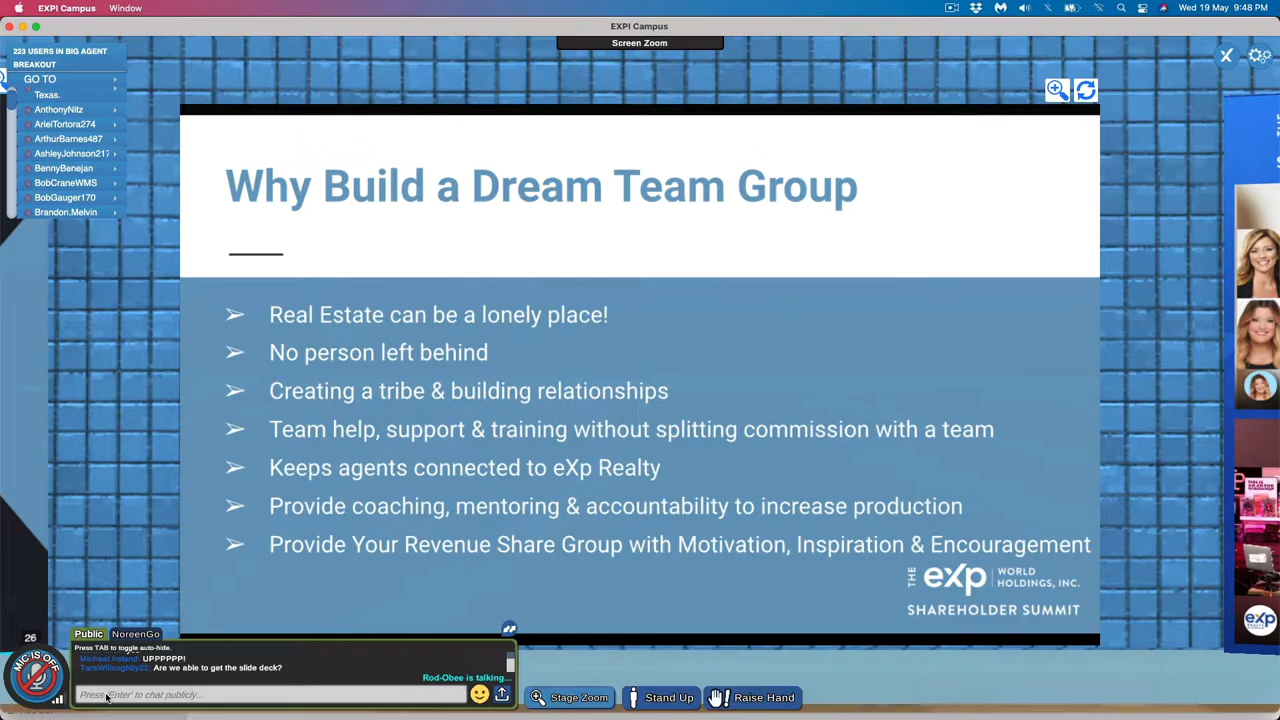 EXPI Campus
Window
Wed 19 May 9:48 PM
EXPI Campus
Screen Zoom
223 USERS IN BIG AGENT
BREAKOUT
GO TO
Texas.
AnthonyNitz
ArielTortora274
ArthurBarnes487
AshleyJohnson217
BennyBenejan
BobCraneWMS
BobGauger170
Brandon.Melvin
Why Build a Dream Team Group
➢ Real Estate can be a lonely place!
➢ No person left behind
➢ Creating a tribe & building relationships
➢ Team help, support & training without splitting commission with a team
➢ Keeps agents connected to eXp Realty
➢ Provide coaching, mentoring & accountability to increase production
➢ Provide Your Revenue Share Group with Motivation, Inspiration & Encouragement
THE eXp WORLD
HOLDINGS, INC.
SHAREHOLDER SUMMIT
eXp
26
MIC IS OFF
Public
NoreenGo
Press TAB to toggle auto-hide.
Michael Ireland: UPPPPPP!
TaraWilloughby22: Are we able to get the slide deck?
Rod-Obee is talking...
Press 'Enter' to chat publicly...
Stage Zoom
Stand Up
Raise Hand